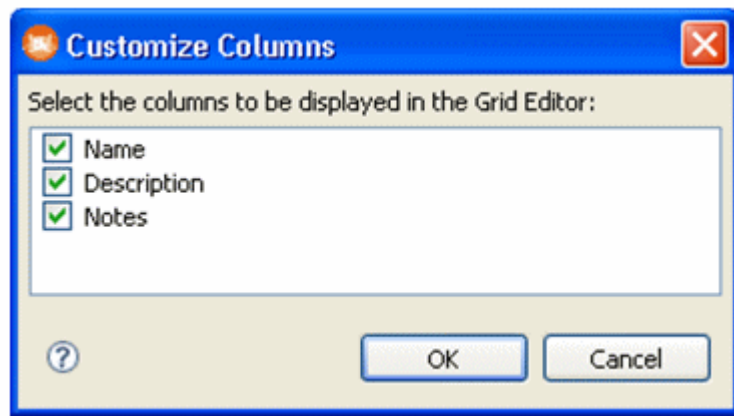 Customize Columns
Select the columns to be displayed in the Grid Editor:
Name
Description
Notes
?
OK
Cancel